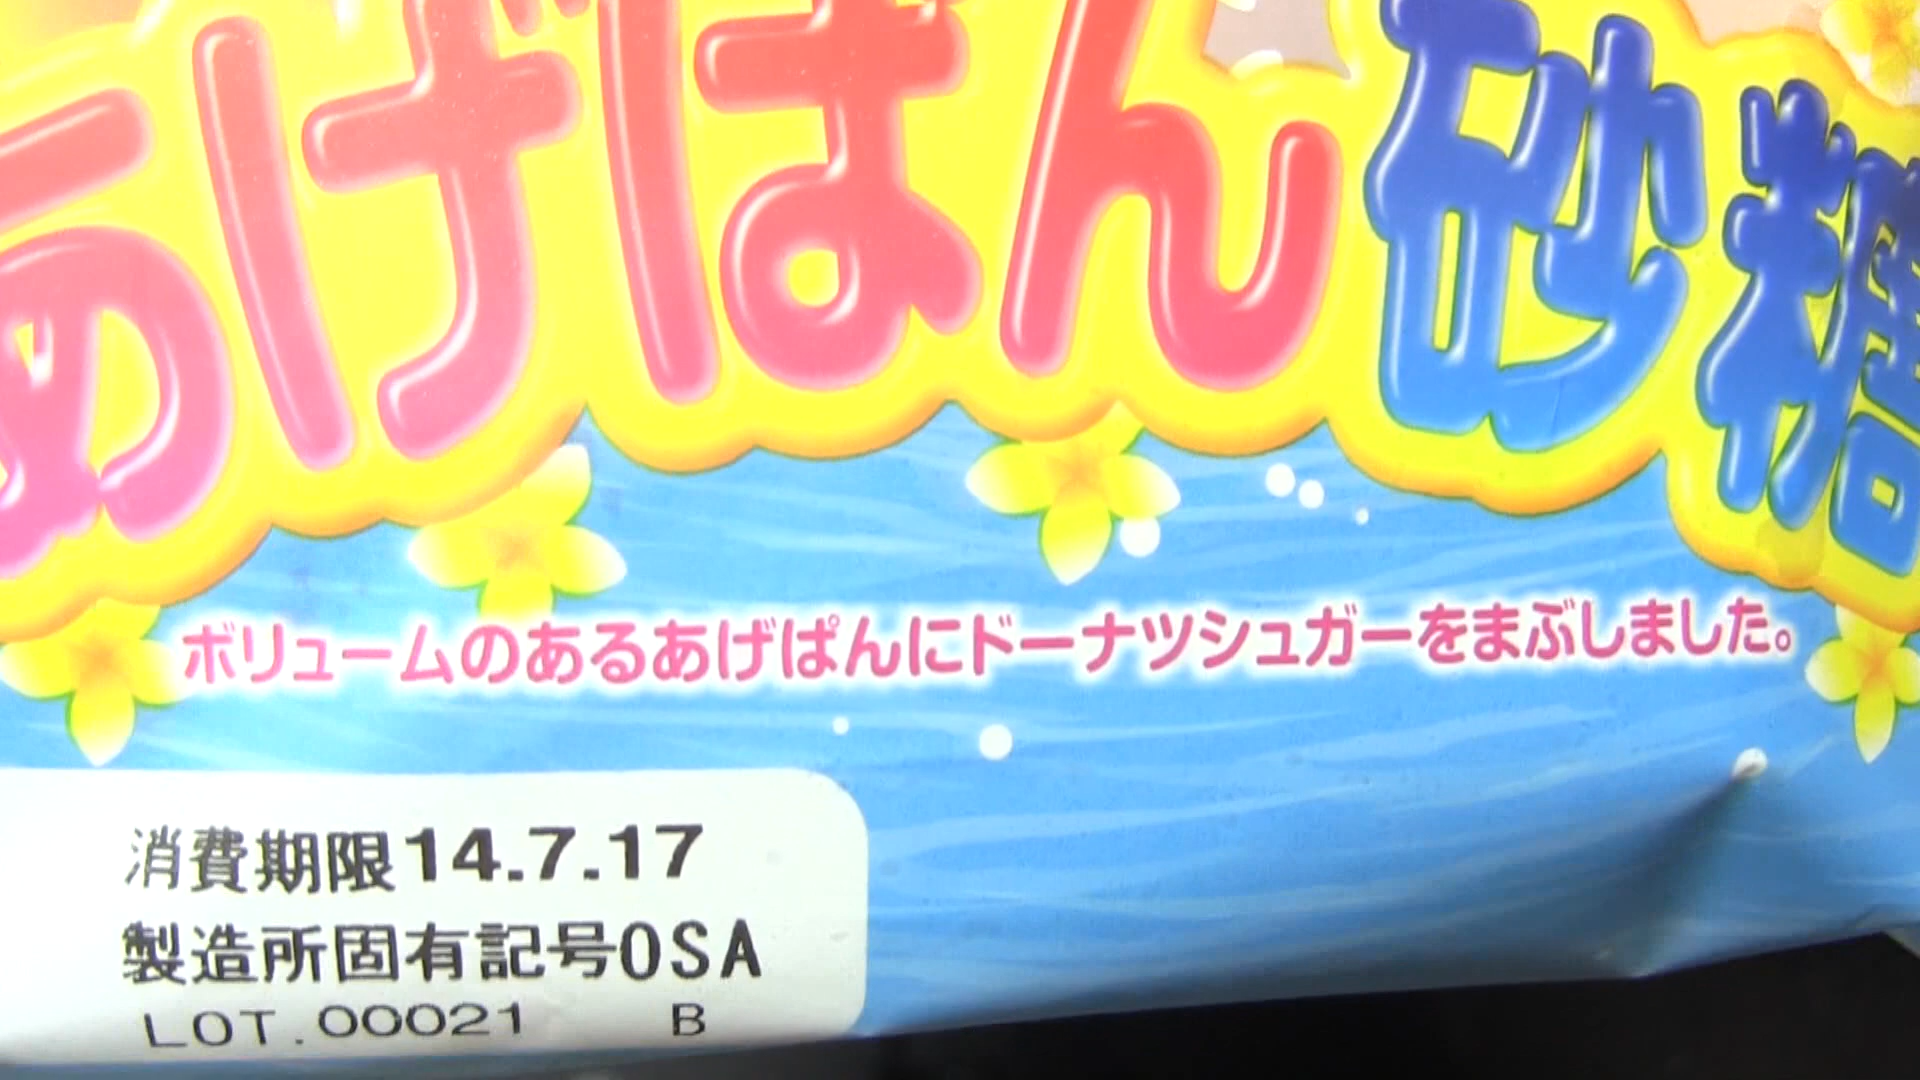 あげぱん砂糖
ボリュームのあるあげぱんにドーナツシュガーをまぶしました。
消費期限14.7.17
製造所固有記号OSA
LOT.00021 B